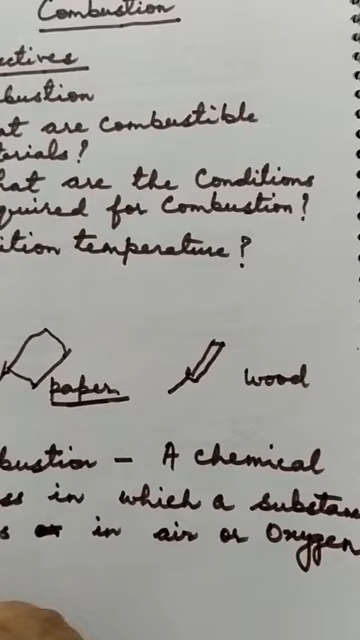 Combustion
ectives
bustion
at are combustible
terials?
hat are the Conditions
quired for Combustion?
ition temperature?
paper wood
bustion – A chemical
ss in which a substan
s in air or Oxygen